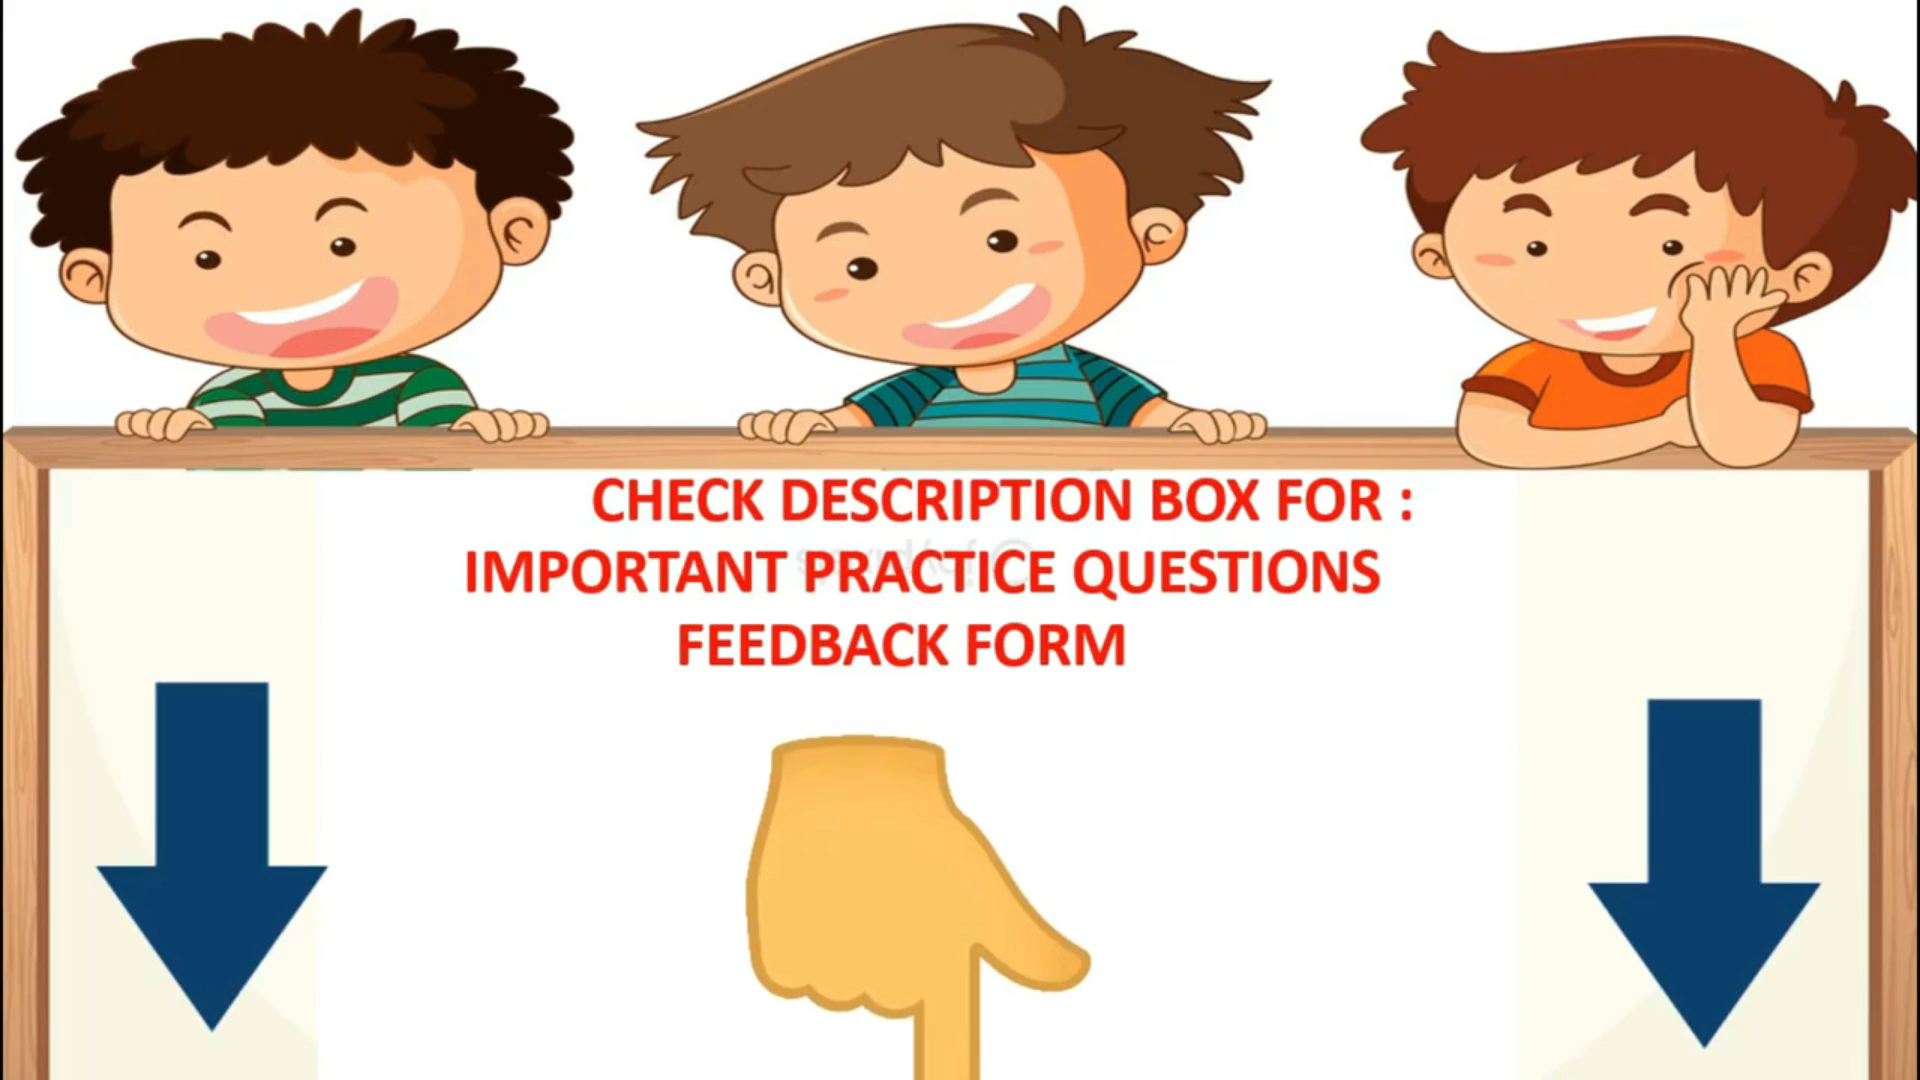 CHECK DESCRIPTION BOX FOR :
IMPORTANT PRACTICE QUESTIONS
FEEDBACK FORM